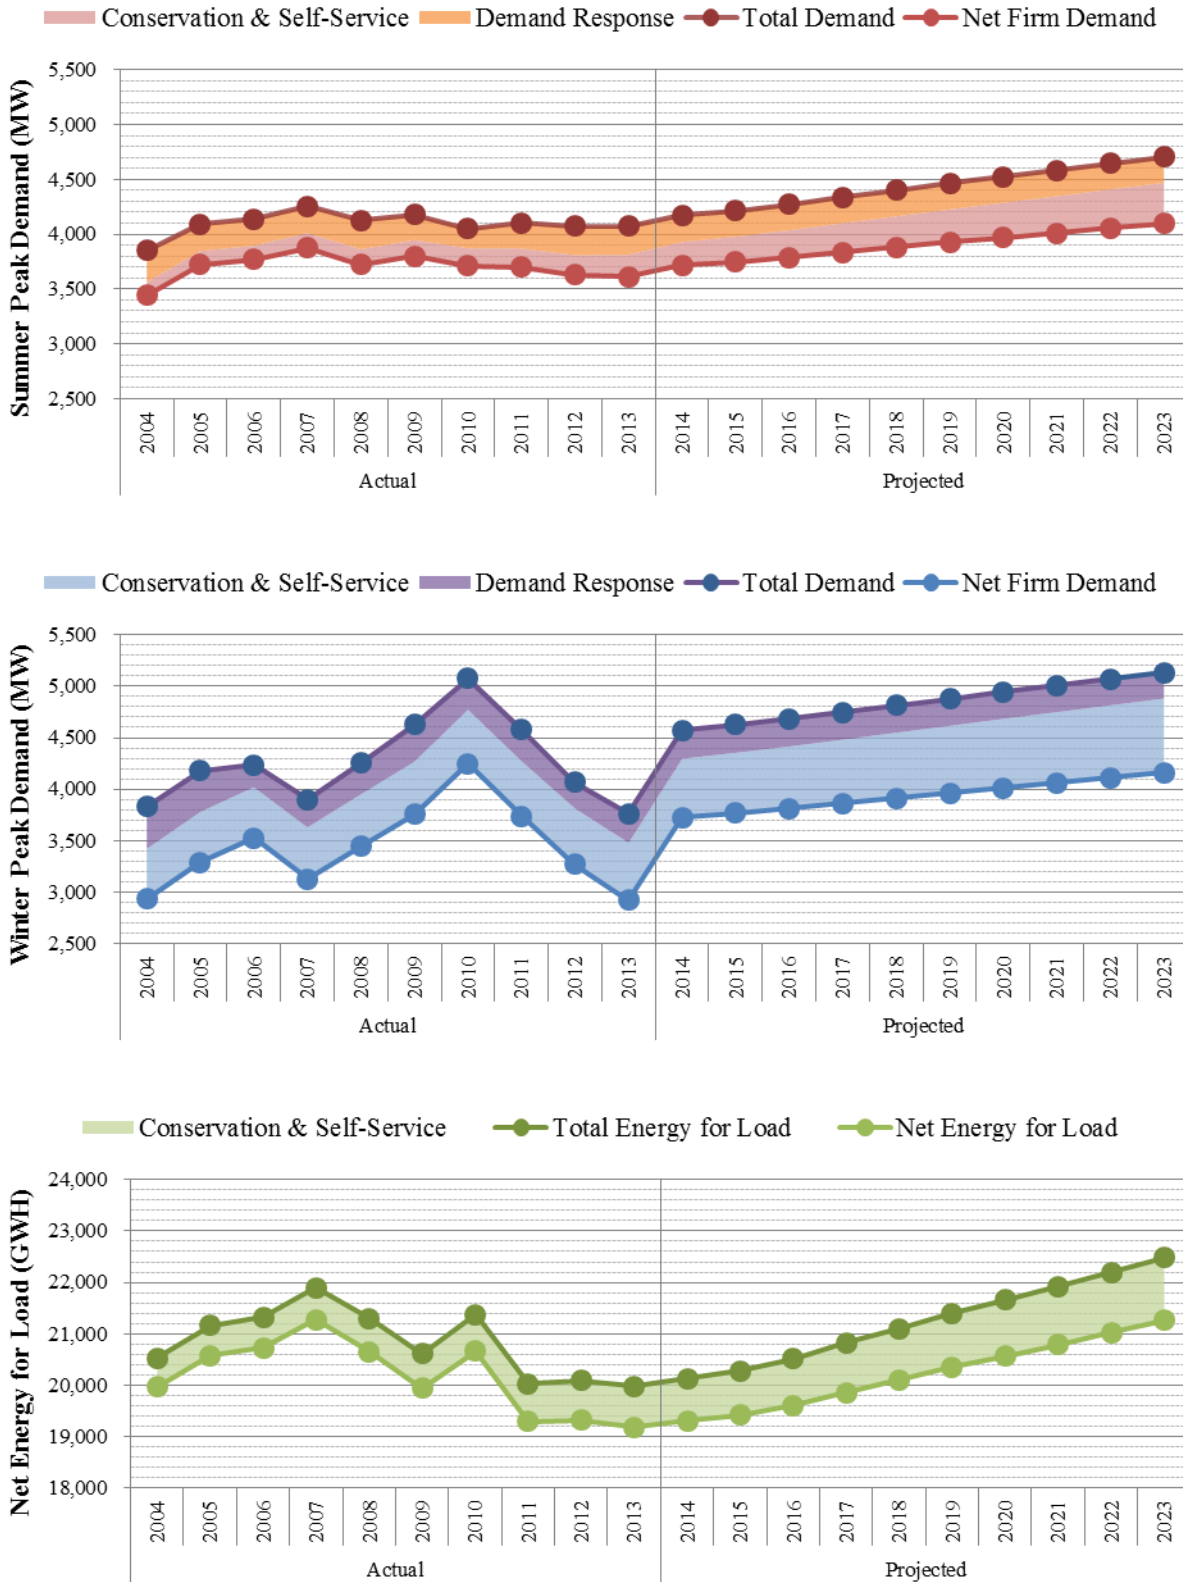 Conservation & Self-Service Demand Response Total Demand Net Firm Demand
Summer Peak Demand (MW)
5,500
5,000
4,500
4,000
3,500
3,000
2,500
2004 2005 2006 2007 2008 2009 2010 2011 2012 2013 2014 2015 2016 2017 2018 2019 2020 2021 2022 2023
Actual Projected
Conservation & Self-Service Demand Response Total Demand Net Firm Demand
Winter Peak Demand (MW)
5,500
5,000
4,500
4,000
3,500
3,000
2,500
2004 2005 2006 2007 2008 2009 2010 2011 2012 2013 2014 2015 2016 2017 2018 2019 2020 2021 2022 2023
Actual Projected
Conservation & Self-Service Total Energy for Load Net Energy for Load
Net Energy for Load (GWH)
24,000
23,000
22,000
21,000
20,000
19,000
18,000
2004 2005 2006 2007 2008 2009 2010 2011 2012 2013 2014 2015 2016 2017 2018 2019 2020 2021 2022 2023
Actual Projected